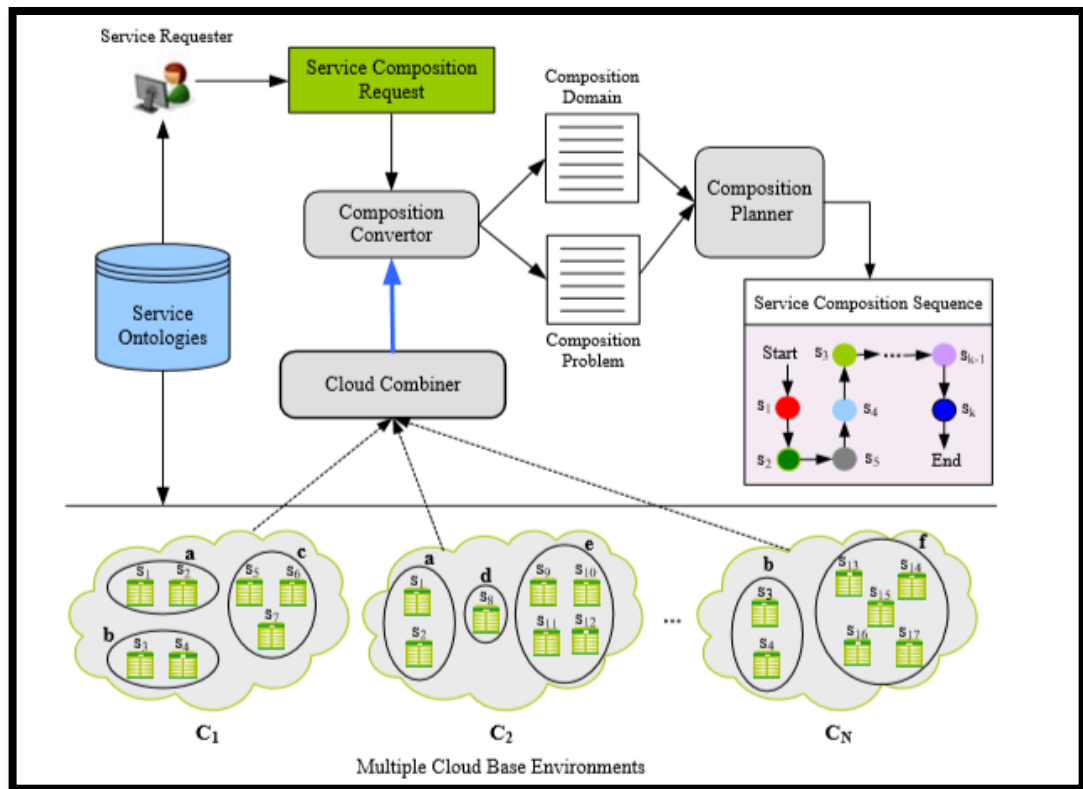 Service Requester
Service Composition
Request
Composition
Domain
Composition
Convertor
Composition
Planner
Service
Ontologies
Composition
Problem
Cloud Combiner
Service Composition Sequence
Start
s1
s2
s3
s4
s5
s_k-1
s_k
End
a
s1
s2
b
s3
s4
c
s5
s6
s7
C1
a
s1
s2
d
s8
e
s9
s10
s11
s12
C2
...
b
s3
s4
f
s13
s14
s15
s16
s17
CN
Multiple Cloud Base Environments